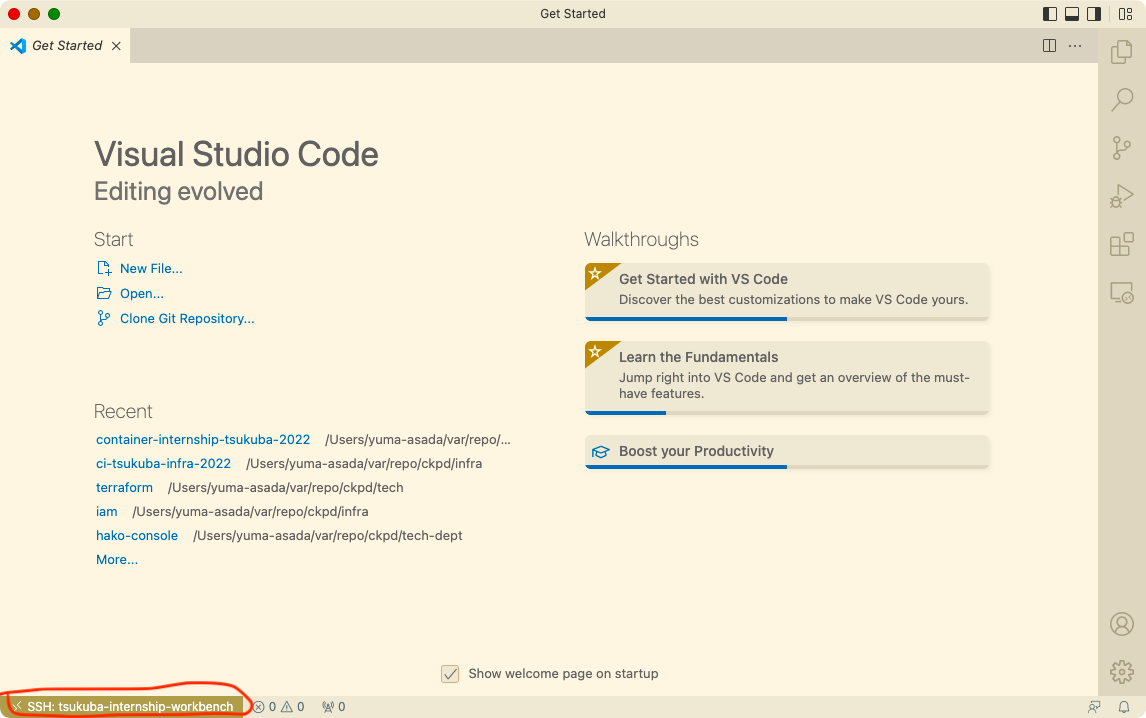 Get Started
Get Started
Visual Studio Code
Editing evolved
Start
New File...
Open...
Clone Git Repository...
Recent
container-internship-tsukuba-2022 /Users/yuma-asada/var/repo/...
ci-tsukuba-infra-2022 /Users/yuma-asada/var/repo/ckpd/infra
terraform /Users/yuma-asada/var/repo/ckpd/tech
iam /Users/yuma-asada/var/repo/ckpd/infra
hako-console /Users/yuma-asada/var/repo/ckpd/tech-dept
More...
Walkthroughs
Get Started with VS Code
Discover the best customizations to make VS Code yours.
Learn the Fundamentals
Jump right into VS Code and get an overview of the must-
have features.
Boost your Productivity
Show welcome page on startup
SSH: tsukuba-internship-workbench 0 0 0